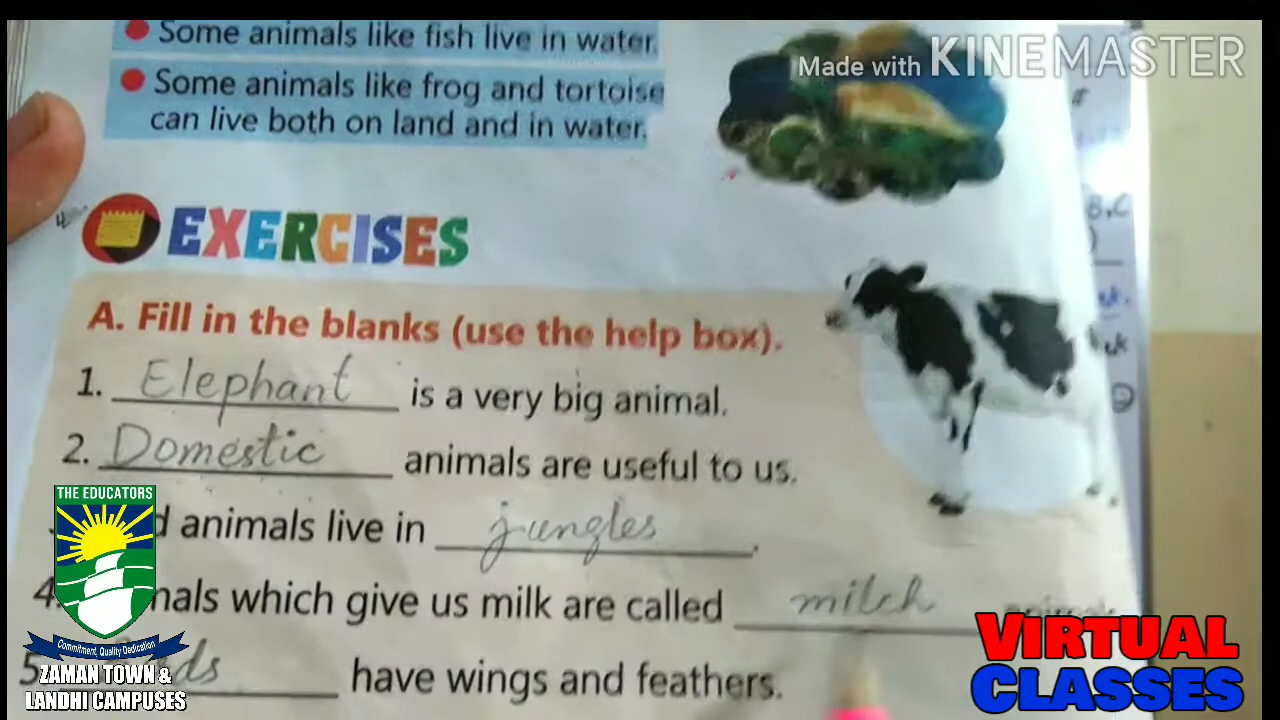 Some animals like fish live in water.
Made with KINEMASTER
Some animals like frog and tortoise
can live both on land and in water.
B,C
EXERCISES
A. Fill in the blanks (use the help box).
1. Elephant is a very big animal.
2. Domestic animals are useful to us.
animals live in jungles.
4. which give us milk are called milch
5. have wings and feathers.
THE EDUCATORS
Commitment, Quality Dedication
ZAMAN TOWN &
LANDHI CAMPUSES
VIRTUAL
CLASSES